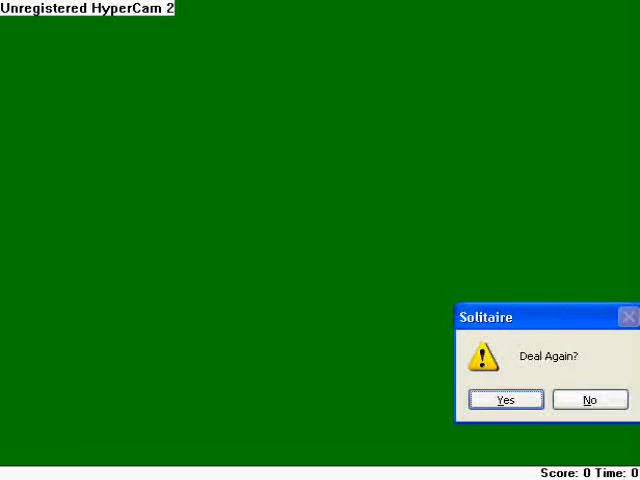 Unregistered HyperCam 2
Solitaire
Deal Again?
Yes
No
Score: 0 Time: 0